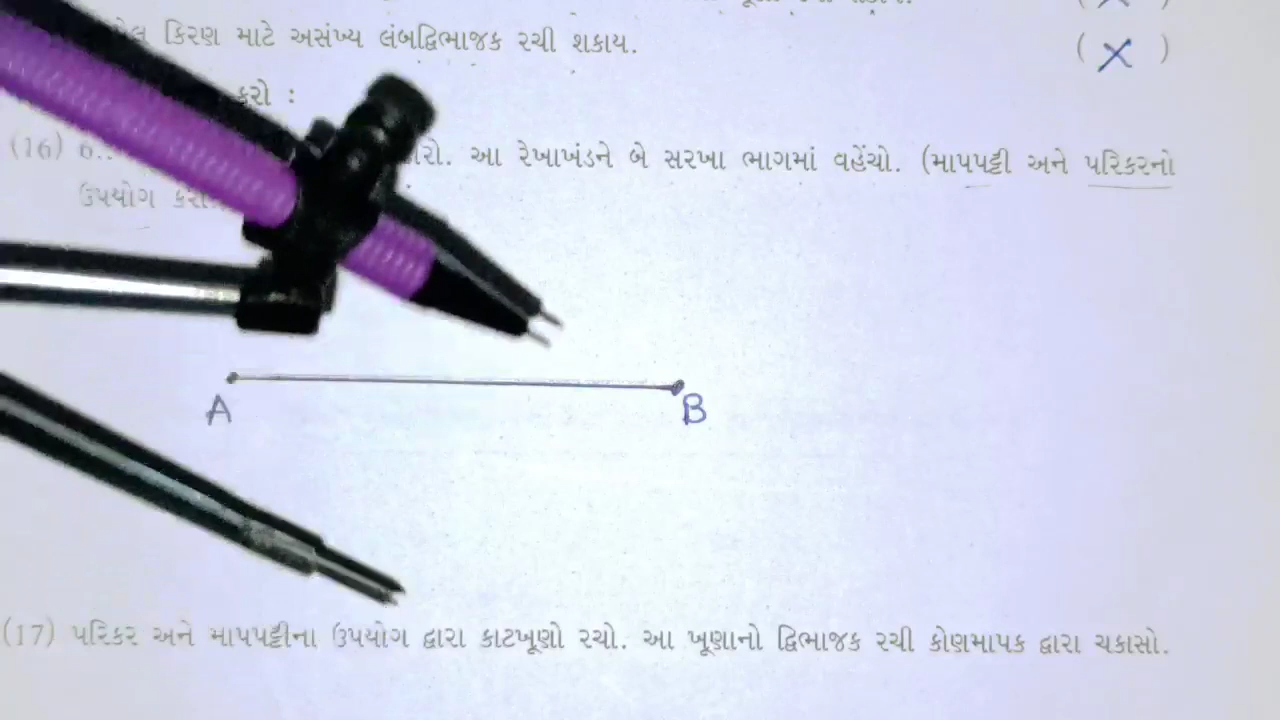 કિરણ માટે અસંખ્ય લંબદ્વિભાજક રચી શકાય. ( X )
કરો :
(16) 6.. આ રેખાખંડને બે સરખા ભાગમાં વહેંચો. (માપપટ્ટી અને પરિકરનો
ઉપયોગ
A B
(17) પરિકર અને માપપટ્ટીના ઉપયોગ દ્વારા કાટખૂણો રચો. આ ખૂણાનો દ્વિભાજક રચી કોણમાપક દ્વારા ચકાસો.